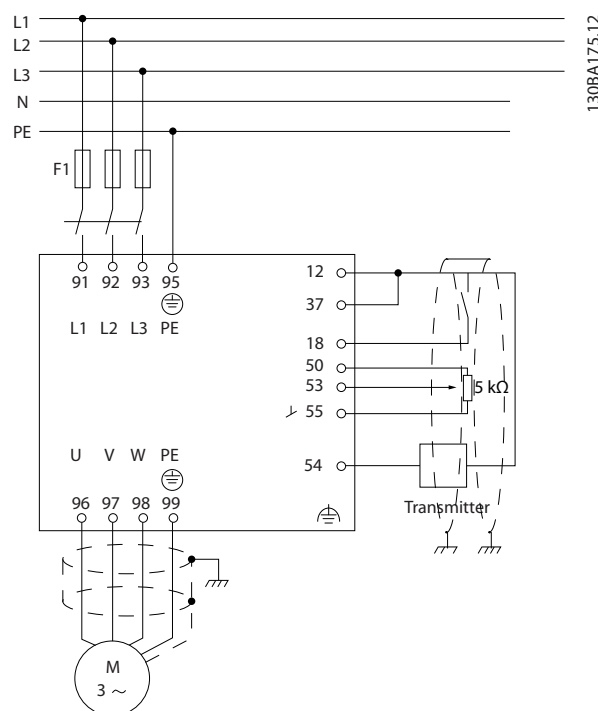 L1
L2
L3
N
PE
130BA175.12
F1
91 92 93 95
L1 L2 L3 PE
12
37
18
50
53
5 kΩ
55
54
Transmitter
U V W PE
96 97 98 99
M
3 ~